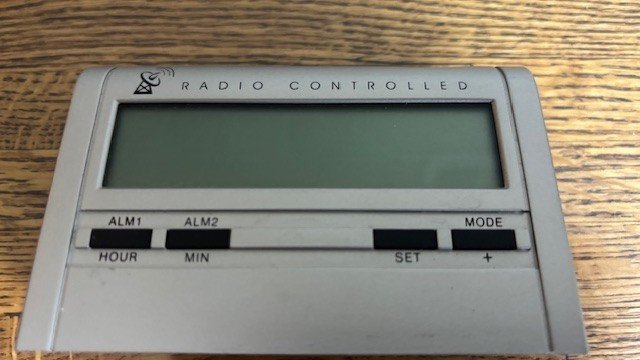 RADIO CONTROLLED
ALM1 ALM2 MODE
HOUR MIN SET +